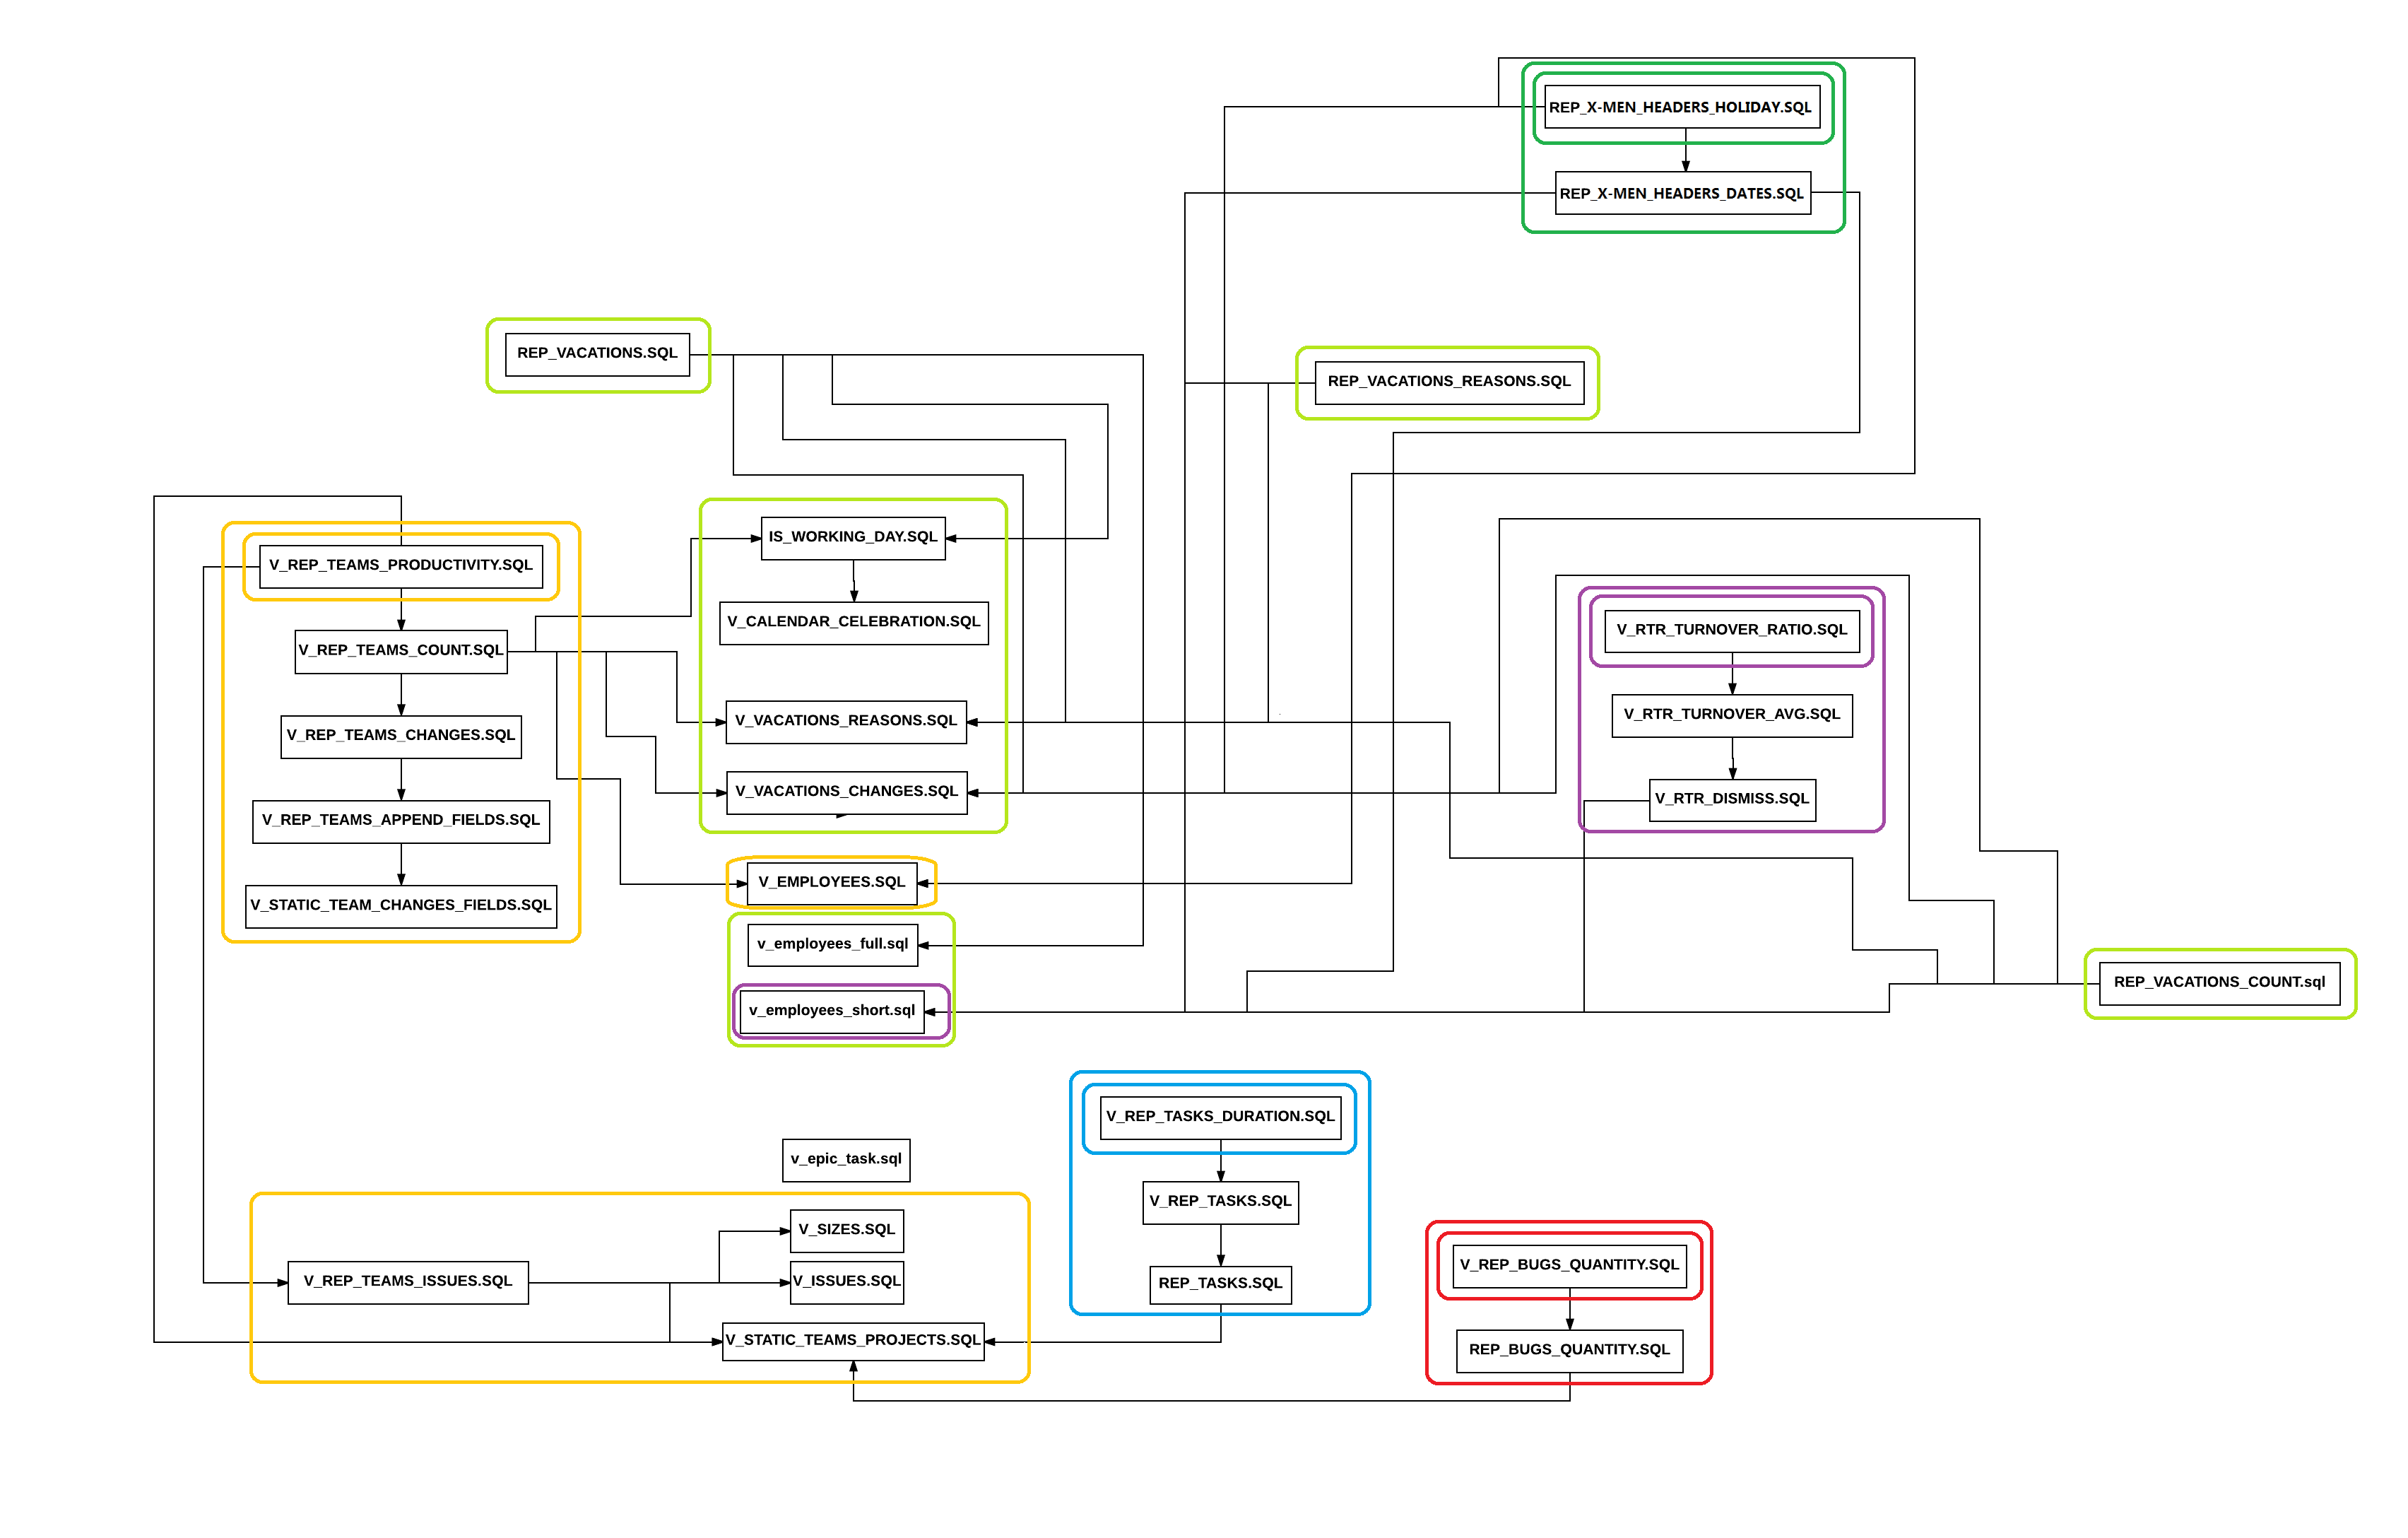 REP_X-MEN_HEADERS_HOLIDAY.SQL
REP_X-MEN_HEADERS_DATES.SQL
REP_VACATIONS.SQL
REP_VACATIONS_REASONS.SQL
V_REP_TEAMS_PRODUCTIVITY.SQL
V_REP_TEAMS_COUNT.SQL
V_REP_TEAMS_CHANGES.SQL
V_REP_TEAMS_APPEND_FIELDS.SQL
V_STATIC_TEAM_CHANGES_FIELDS.SQL
IS_WORKING_DAY.SQL
V_CALENDAR_CELEBRATION.SQL
V_VACATIONS_REASONS.SQL
V_VACATIONS_CHANGES.SQL
V_EMPLOYEES.SQL
v_employees_full.sql
v_employees_short.sql
V_RTR_TURNOVER_RATIO.SQL
V_RTR_TURNOVER_AVG.SQL
V_RTR_DISMISS.SQL
REP_VACATIONS_COUNT.sql
v_epic_task.sql
V_REP_TEAMS_ISSUES.SQL
V_SIZES.SQL
V_ISSUES.SQL
V_STATIC_TEAMS_PROJECTS.SQL
V_REP_TASKS_DURATION.SQL
V_REP_TASKS.SQL
REP_TASKS.SQL
V_REP_BUGS_QUANTITY.SQL
REP_BUGS_QUANTITY.SQL